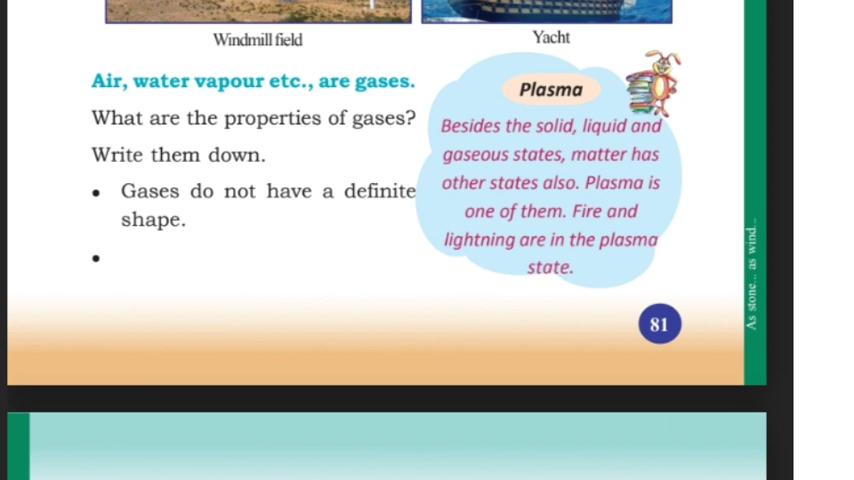 Windmill field
Yacht
Air, water vapour etc., are gases.
What are the properties of gases?
Write them down.
• Gases do not have a definite
shape.
•
Plasma
Besides the solid, liquid and
gaseous states, matter has
other states also. Plasma is
one of them. Fire and
lightning are in the plasma
state.
81
As stone... as wind...